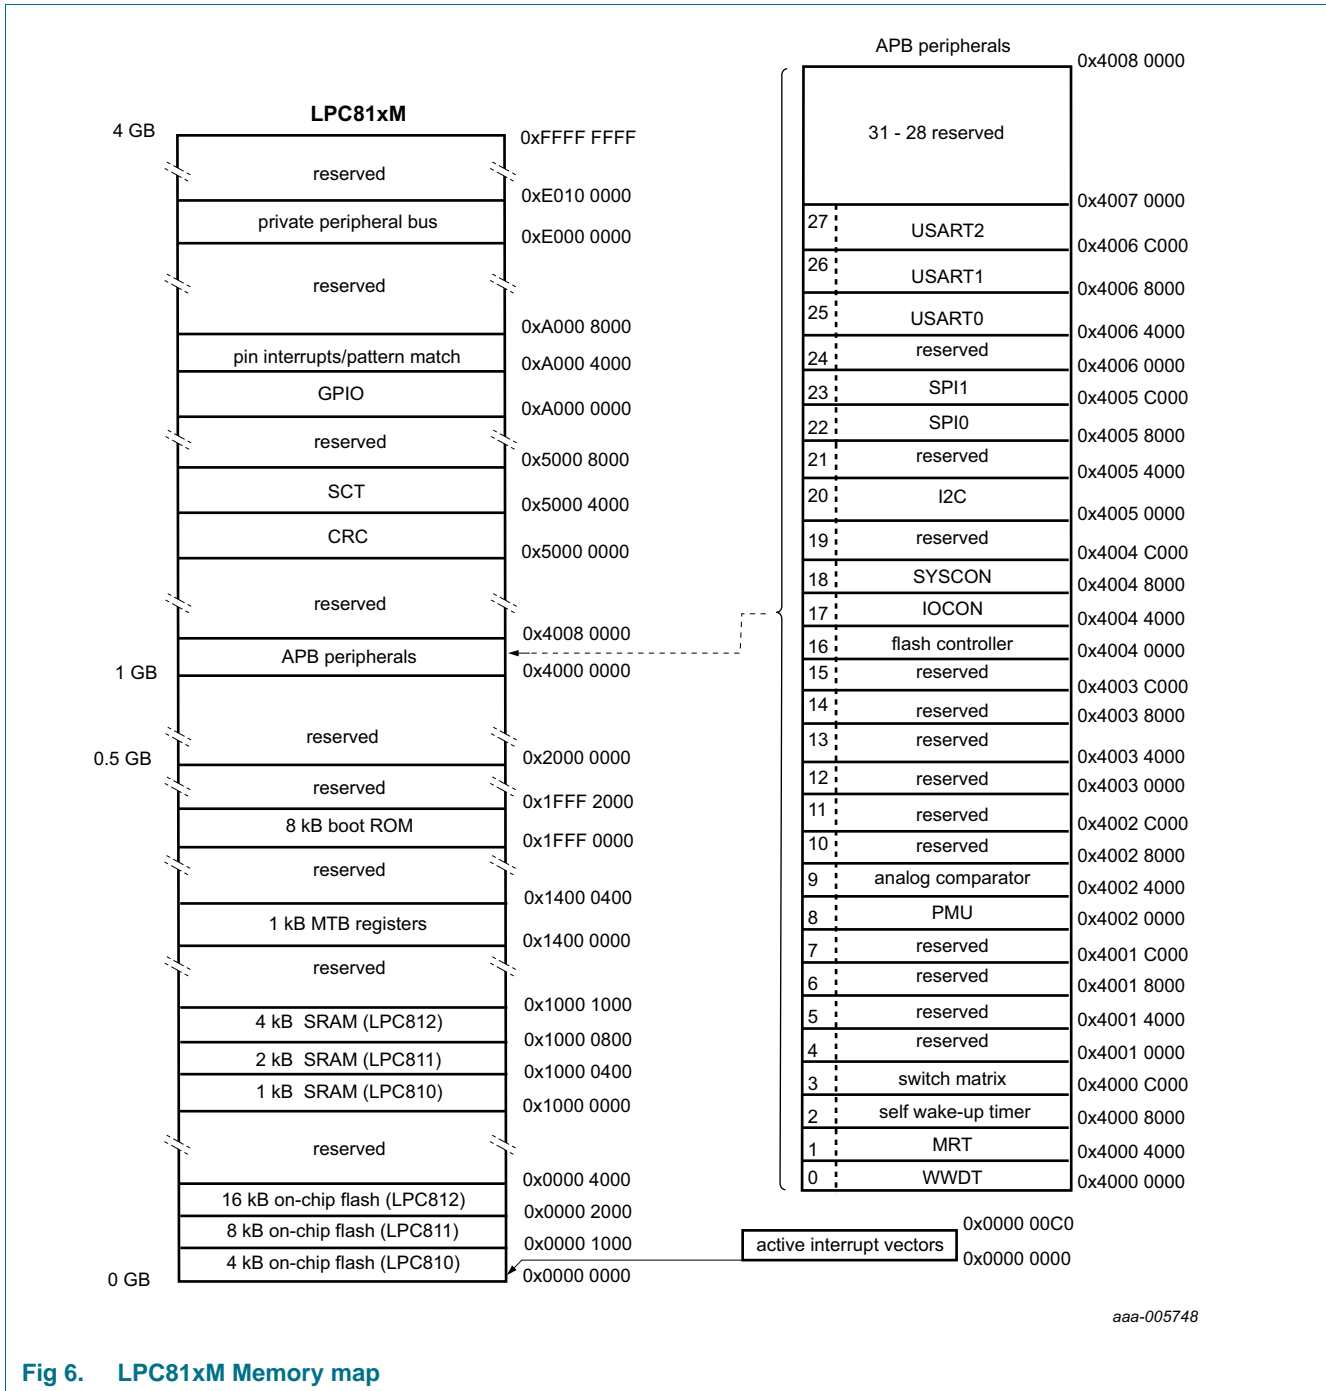 APB peripherals
0x4008 0000
LPC81xM
4 GB
0xFFFF FFFF
31 - 28 reserved
reserved
0xE010 0000
0x4007 0000
private peripheral bus
27 USART2
0xE000 0000
0x4006 C000
26 USART1
reserved
0x4006 8000
25 USART0
0xA000 8000
0x4006 4000
pin interrupts/pattern match
24 reserved
0xA000 4000
0x4006 0000
GPIO
23 SPI1
0x4005 C000
0xA000 0000
22 SPI0
0x4005 8000
reserved
21 reserved
0x5000 8000
0x4005 4000
SCT
20 I2C
0x5000 4000
0x4005 0000
CRC
19 reserved
0x5000 0000
0x4004 C000
18 SYSCON
0x4004 8000
reserved
17 IOCON
0x4004 4000
0x4008 0000
16 flash controller
0x4004 0000
APB peripherals
1 GB
0x4000 0000
15 reserved
0x4003 C000
14 reserved
0x4003 8000
reserved
13 reserved
0x4003 4000
0.5 GB
0x2000 0000
12 reserved
0x4003 0000
reserved
0x1FFF 2000
11 reserved
0x4002 C000
8 kB boot ROM
0x1FFF 0000
10 reserved
0x4002 8000
reserved
9 analog comparator
0x4002 4000
0x1400 0400
8 PMU
0x4002 0000
1 kB MTB registers
0x1400 0000
7 reserved
0x4001 C000
reserved
6 reserved
0x4001 8000
0x1000 1000
5 reserved
0x4001 4000
4 kB SRAM (LPC812)
0x1000 0800
4 reserved
0x4001 0000
2 kB SRAM (LPC811)
0x1000 0400
3 switch matrix
0x4000 C000
1 kB SRAM (LPC810)
0x1000 0000
2 self wake-up timer
0x4000 8000
reserved
1 MRT
0x4000 4000
0x0000 4000
0 WWDT
0x4000 0000
16 kB on-chip flash (LPC812)
0x0000 2000
0x0000 00C0
8 kB on-chip flash (LPC811)
0x0000 1000
active interrupt vectors
0x0000 0000
4 kB on-chip flash (LPC810)
0 GB
0x0000 0000
aaa-005748
Fig 6. LPC81xM Memory map